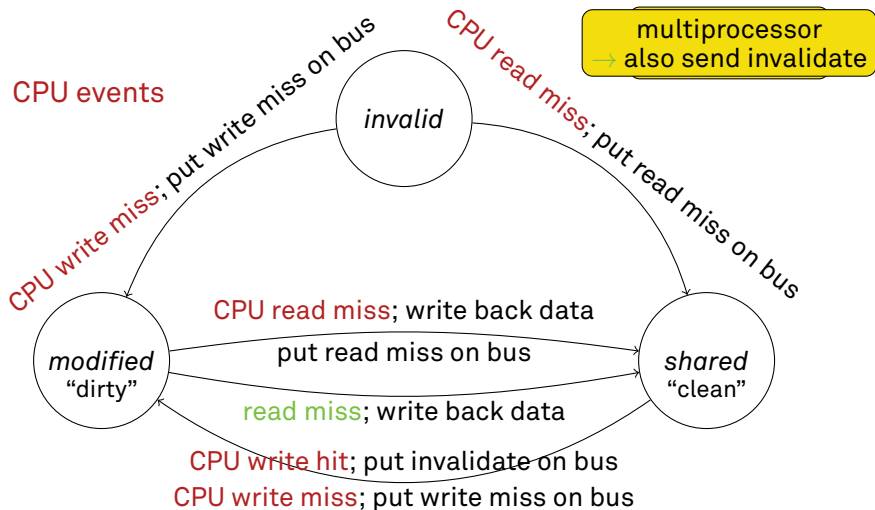 multiprocessor
→ also send invalidate
CPU events
CPU write miss; put write miss on bus
invalid
CPU read miss; put read miss on bus
CPU read miss; write back data
put read miss on bus
modified
“dirty”
shared
“clean”
read miss; write back data
CPU write hit; put invalidate on bus
CPU write miss; put write miss on bus